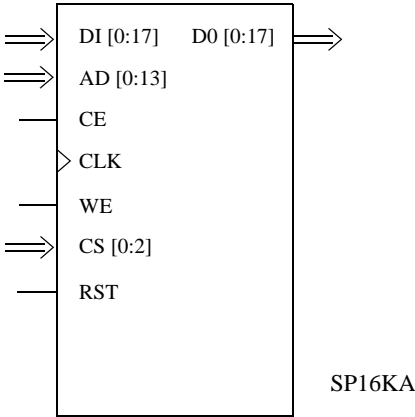 DI [0:17] D0 [0:17]
AD [0:13]
CE
CLK
WE
CS [0:2]
RST
SP16KA